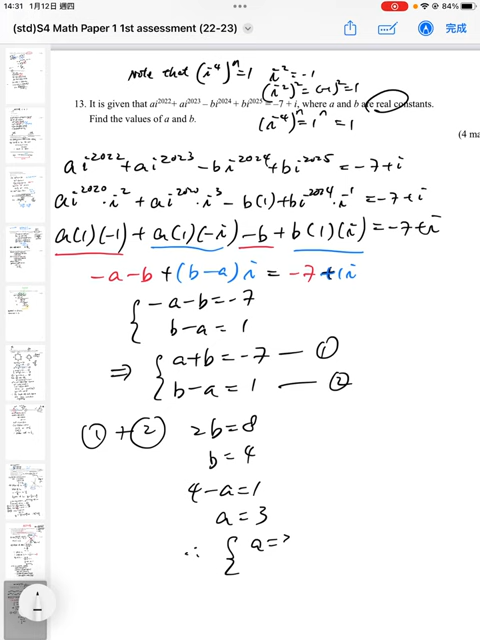 14:31 1月12日 週四 84%
(std)S4 Math Paper 1 1st assessment (22-23) 完成
Note that (i⁴)ⁿ=1 i²=-1
(i²)²=(-1)²=1
13. It is given that ai²⁰²²+ ai²⁰²³ – bi²⁰²⁴ + bi²⁰²⁵ = –7 + i, where a and b are real constants.
Find the values of a and b. (i⁴)ⁿ=1ⁿ=1
(4 ma
ai²⁰²²+ai²⁰²³-bi²⁰²⁴+bi²⁰²⁵=-7+i
ai²⁰²⁰·i²+ai²⁰²⁰·i³-b(1)+bi²⁰²⁴·i¹=-7+i
a(1)(-1)+a(1)(-i)-b+b(1)(i)=-7+i
-a-b+(b-a)i=-7+1i
{ -a-b=-7
b-a=1
⇒ { a+b=-7 — ①
b-a=1 — ②
①+② 2b=8
b=4
4-a=1
a=3
∴ { a=